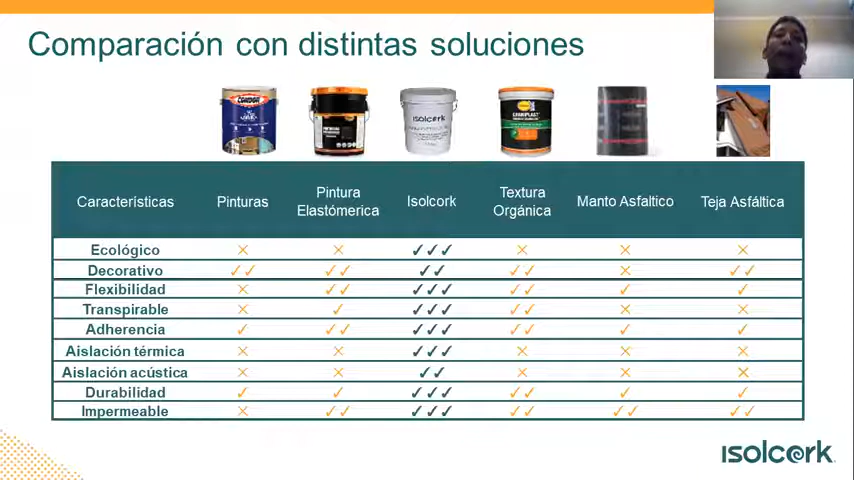 Comparación con distintas soluciones
CONDOR
isolcork
Características Pinturas Pintura Elastómerica Isolcork Textura Orgánica Manto Asfaltico Teja Asfáltica
Ecológico × × ✓✓✓ × × ×
Decorativo ✓✓ ✓✓ ✓✓ ✓✓ × ✓✓
Flexibilidad × ✓✓ ✓✓✓ ✓✓ ✓ ✓
Transpirable × ✓ ✓✓✓ ✓✓ × ×
Adherencia ✓ ✓✓ ✓✓✓ ✓✓ ✓ ✓
Aislación térmica × × ✓✓✓ × × ×
Aislación acústica × × ✓✓ × × ×
Durabilidad ✓ ✓ ✓✓✓ ✓✓ ✓ ✓
Impermeable × ✓✓ ✓✓✓ ✓✓ ✓✓ ✓✓
ISOLCORK